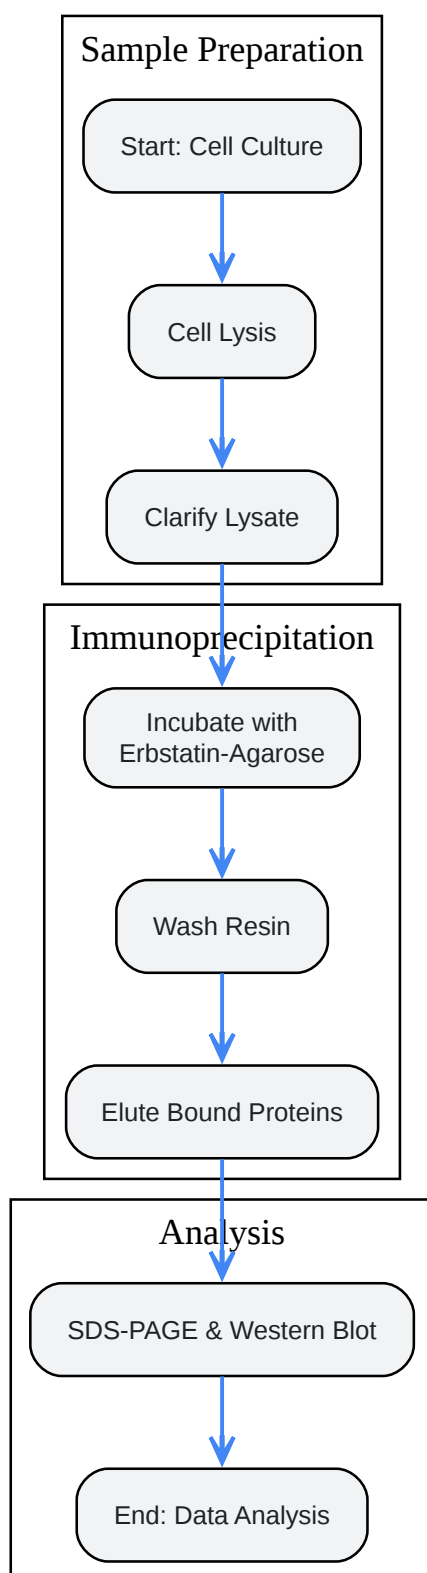 Sample Preparation
Start: Cell Culture
Cell Lysis
Clarify Lysate
Immunoprecipitation
Incubate with
Erbstatin-Agarose
Wash Resin
Elute Bound Proteins
Analysis
SDS-PAGE & Western Blot
End: Data Analysis